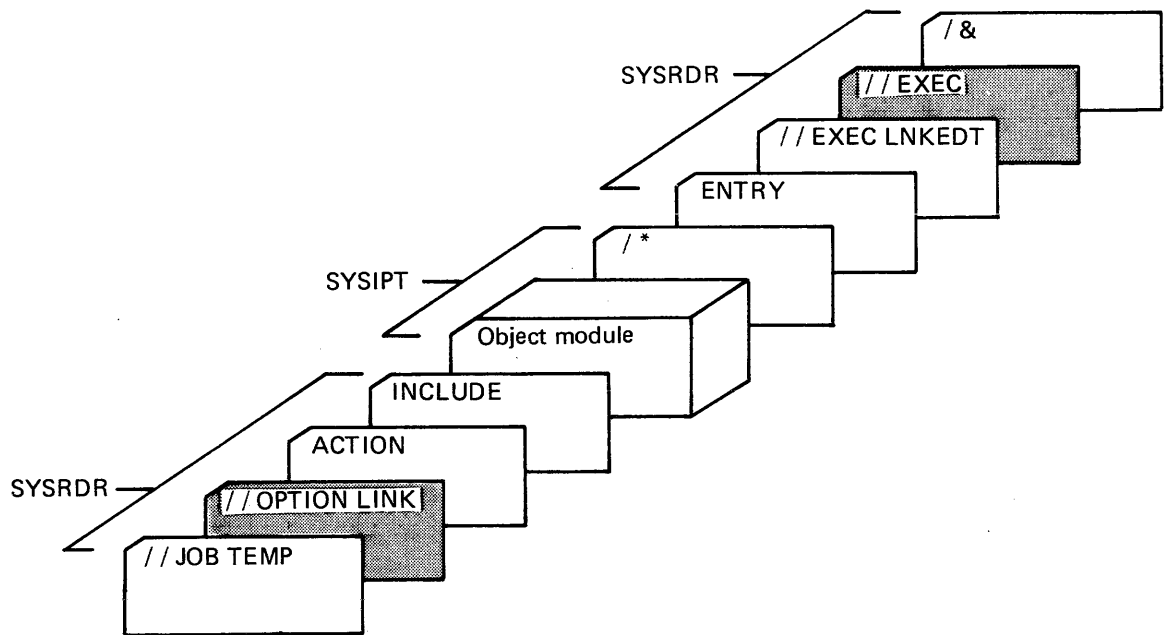 / &
SYSRDR
// EXEC
// EXEC LNKEDT
ENTRY
/ *
SYSIPT
Object module
INCLUDE
ACTION
SYSRDR
// OPTION LINK
// JOB TEMP